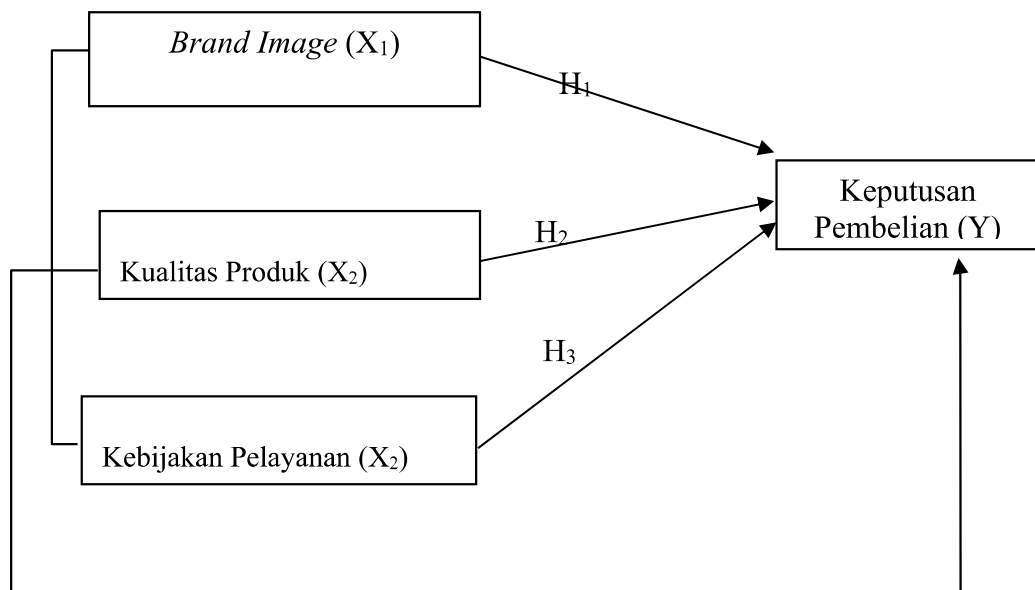 Brand Image (X₁)
H₁
Keputusan
Pembelian (Y)
H₂
Kualitas Produk (X₂)
H₃
Kebijakan Pelayanan (X₂)